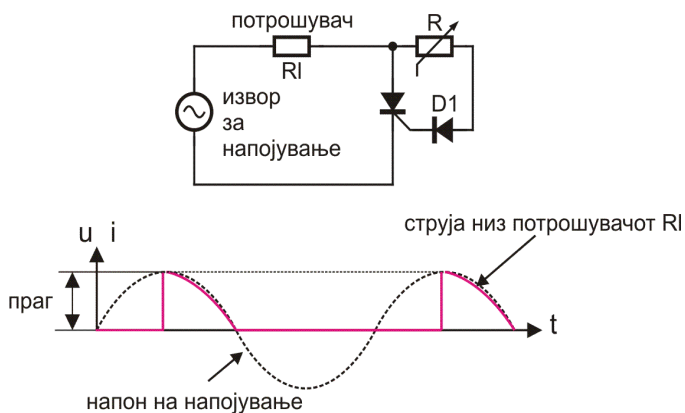 потрошувач
R
Rl
D1
извор
за
напојување
u i
струја низ потрошувачот Rl
праг
t
напон на напојување